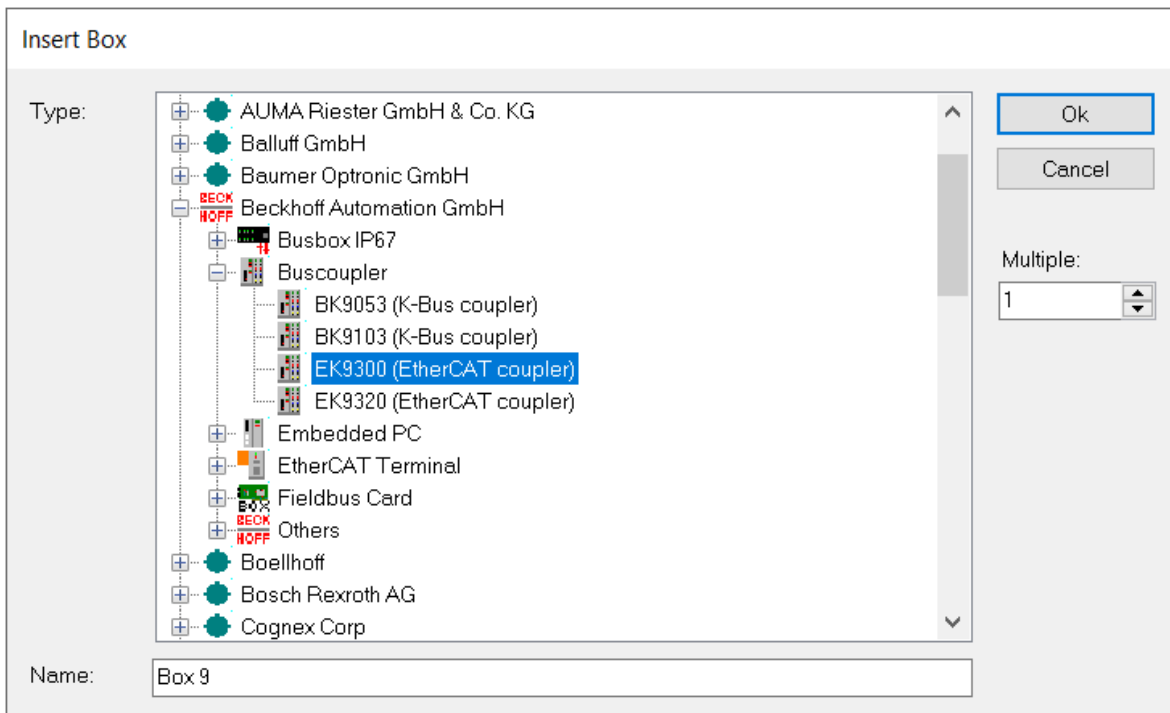 Insert Box
Type:
AUMA Riester GmbH & Co. KG
Balluff GmbH
Baumer Optronic GmbH
BECK
HOFF
Beckhoff Automation GmbH
Busbox IP67
Buscoupler
BK9053 (K-Bus coupler)
BK9103 (K-Bus coupler)
EK9300 (EtherCAT coupler)
EK9320 (EtherCAT coupler)
Embedded PC
EtherCAT Terminal
BOX
Fieldbus Card
BECK
HOFF
Others
Boellhoff
Bosch Rexroth AG
Cognex Corp
Ok
Cancel
Multiple:
1
Name:
Box 9